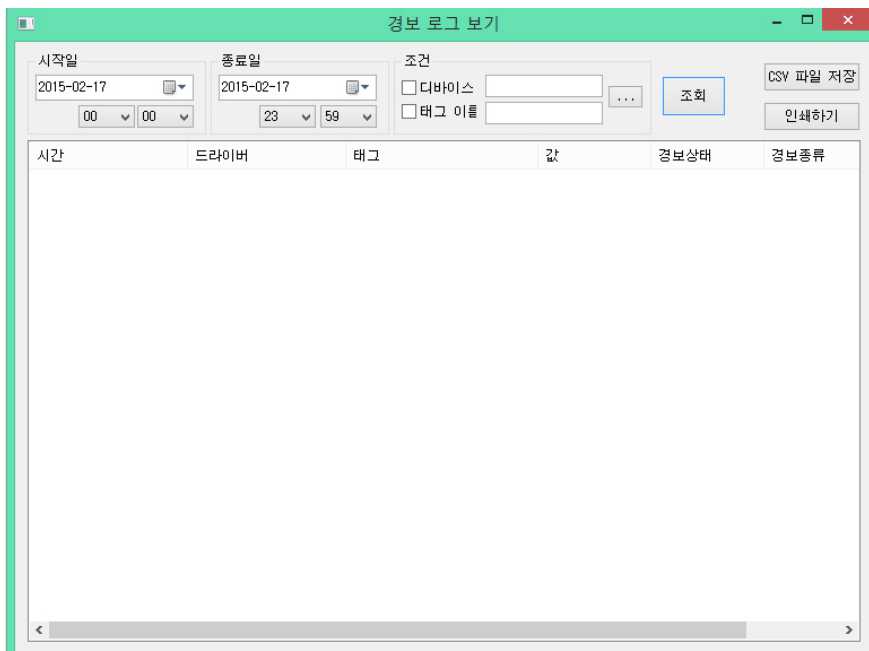 경보 로그 보기
시작일
2015-02-17
00 00
종료일
2015-02-17
23 59
조건
디바이스
태그 이름
...
조회
CSV 파일 저장
인쇄하기
시간 드라이버 태그 값 경보상태 경보종류